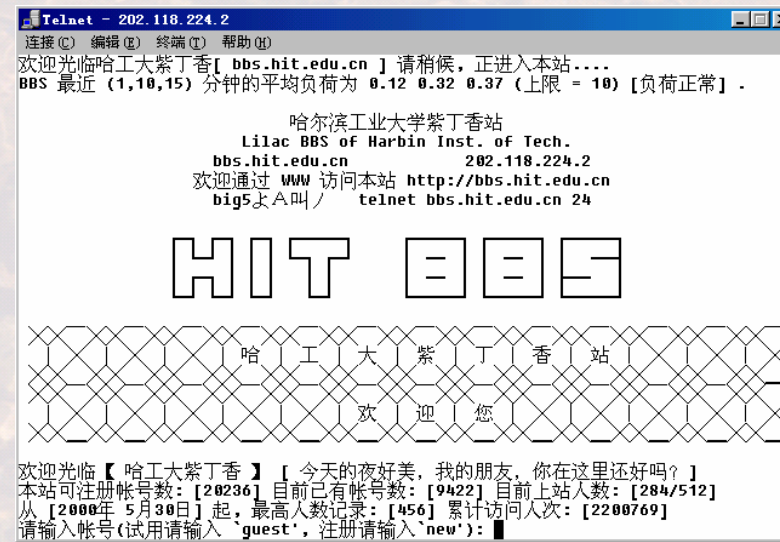 Telnet - 202.118.224.2
连接(C) 编辑(E) 终端(T) 帮助(H)
欢迎光临哈工大紫丁香[ bbs.hit.edu.cn ] 请稍候，正进入本站....
BBS 最近 (1,10,15) 分钟的平均负荷为 0.12 0.32 0.37 (上限 = 10) [负荷正常] .
哈尔滨工业大学紫丁香站
Lilac BBS of Harbin Inst. of Tech.
bbs.hit.edu.cn 202.118.224.2
欢迎通过 WWW 访问本站 http://bbs.hit.edu.cn
big5よΑ叫ノ telnet bbs.hit.edu.cn 24
HIT BBS
哈 工 大 紫 丁 香 站
欢 迎 您
欢迎光临【 哈工大紫丁香 】 [ 今天的夜好美，我的朋友，你在这里还好吗？]
本站可注册帐号数: [20236] 目前已有帐号数: [9422] 目前上站人数: [284/512]
从 [2000年 5月30日] 起，最高人数记录: [456] 累计访问人次: [2200769]
请输入帐号(试用请输入 `guest', 注册请输入`new'):